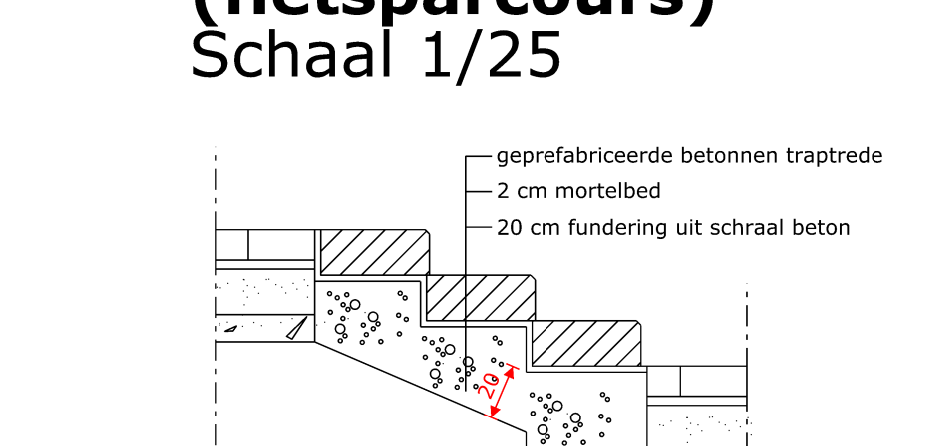 (fietsparcours)
Schaal 1/25
geprefabriceerde betonnen traptrede
2 cm mortelbed
20 cm fundering uit schraal beton
20